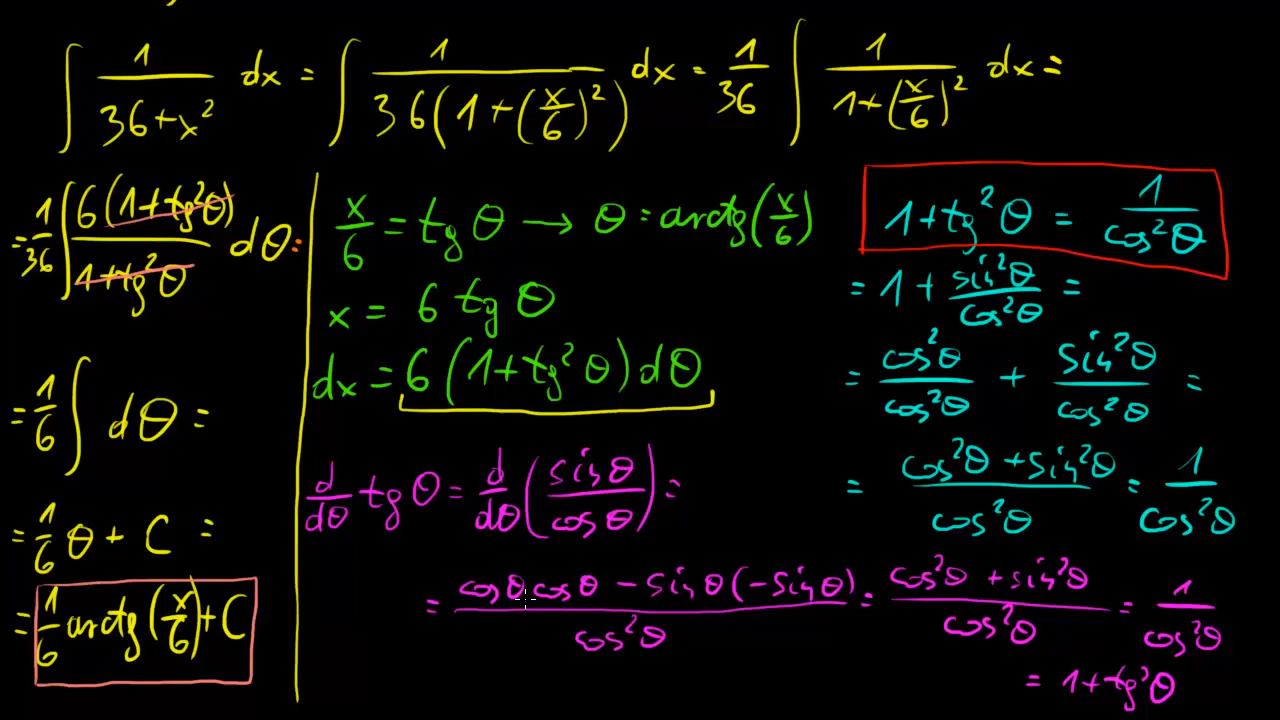 ∫ 1/(36+x²) dx = ∫ 1/(36(1+(x/6)²)) dx = 1/36 ∫ 1/(1+(x/6)²) dx =
= 1/36 ∫ 6(1+tg²θ)/(1+tg²θ) dθ =
= 1/6 ∫ dθ =
= 1/6 θ + C =
= 1/6 arctg(x/6) + C
x/6 = tg θ → θ = arctg(x/6)
x = 6 tg θ
dx = 6(1+tg²θ)dθ
d/dθ tg θ = d/dθ (sinθ/cosθ) =
= (cosθ cosθ − sinθ(−sinθ))/cos²θ = (cos²θ + sin²θ)/cos²θ = 1/cos²θ
= 1+tg²θ
1+tg²θ = 1/cos²θ
= 1 + sin²θ/cos²θ =
= cos²θ/cos²θ + sin²θ/cos²θ =
= (cos²θ + sin²θ)/cos²θ = 1/cos²θ